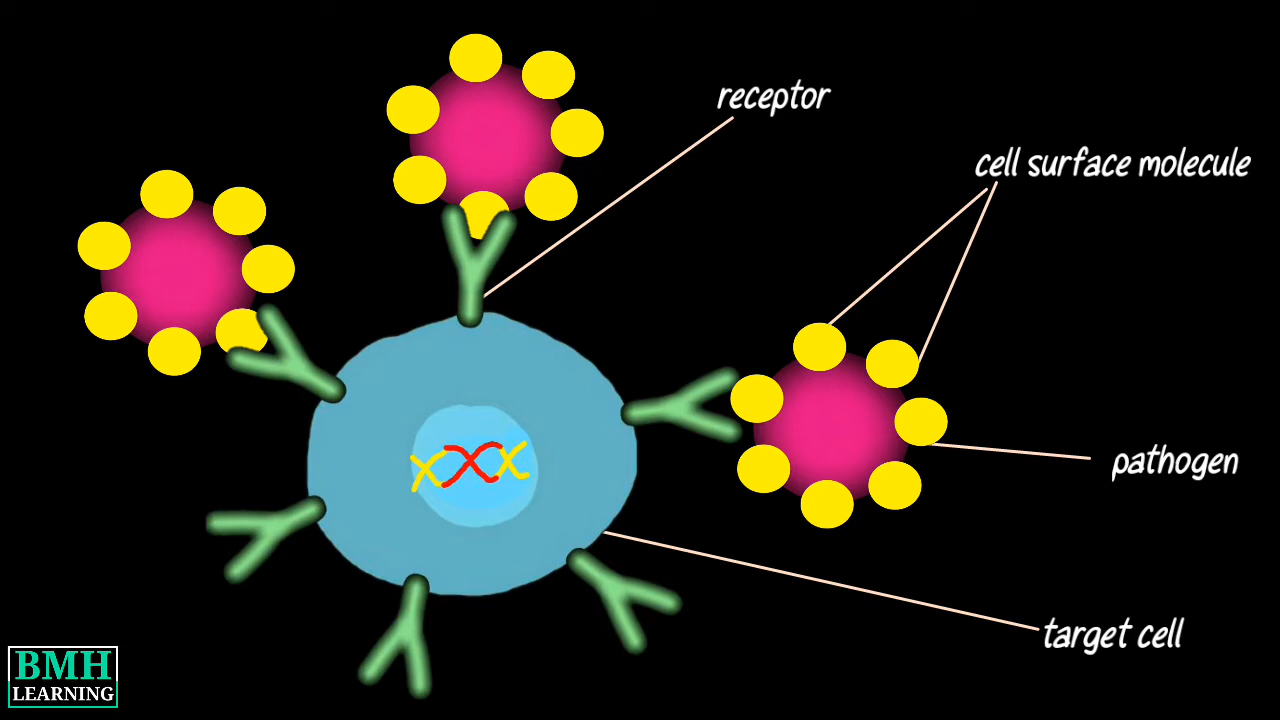 receptor
cell surface molecule
pathogen
target cell
BMH
LEARNING